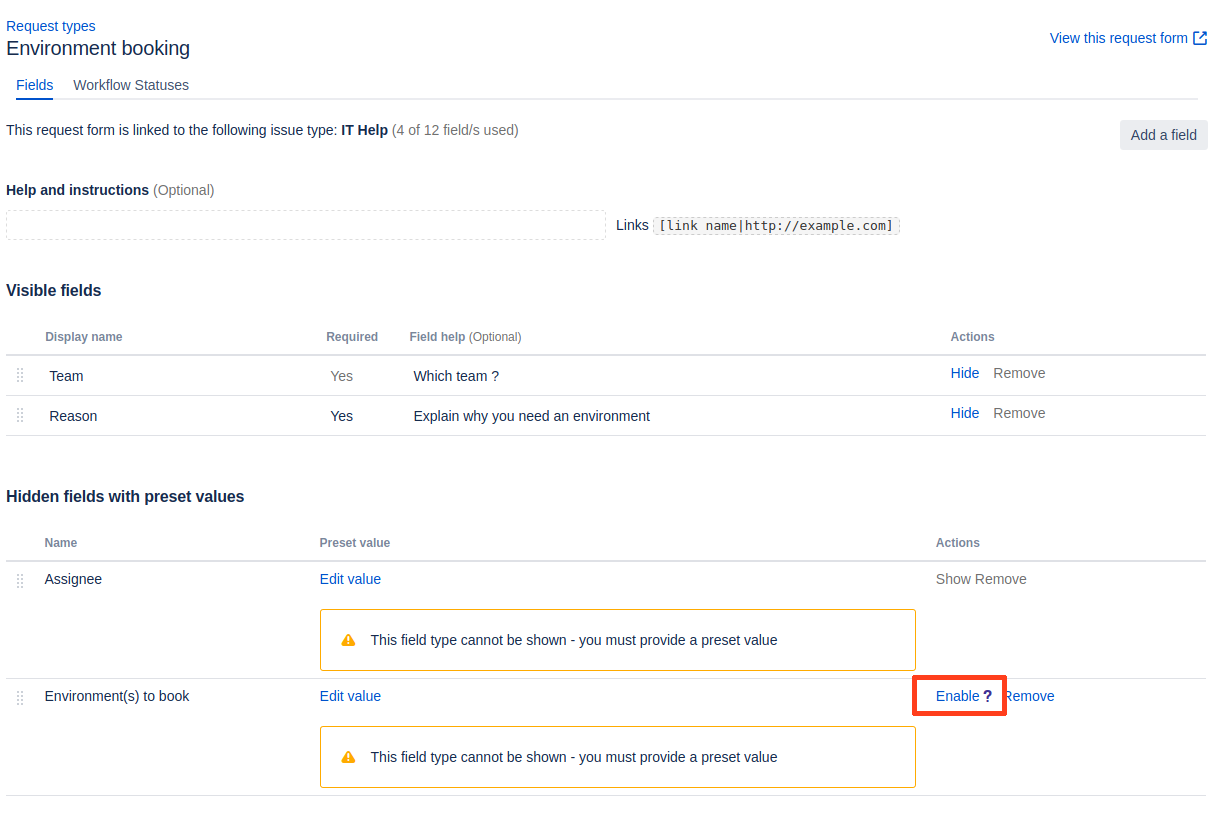 Request types
Environment booking
View this request form
Fields Workflow Statuses
This request form is linked to the following issue type: IT Help (4 of 12 field/s used)
Add a field
Help and instructions (Optional)
Links [link name|http://example.com]
Visible fields
Display name Required Field help (Optional) Actions
Team Yes Which team ? Hide Remove
Reason Yes Explain why you need an environment Hide Remove
Hidden fields with preset values
Name Preset value Actions
Assignee Edit value Show Remove
This field type cannot be shown - you must provide a preset value
Environment(s) to book Edit value Enable ? Remove
This field type cannot be shown - you must provide a preset value